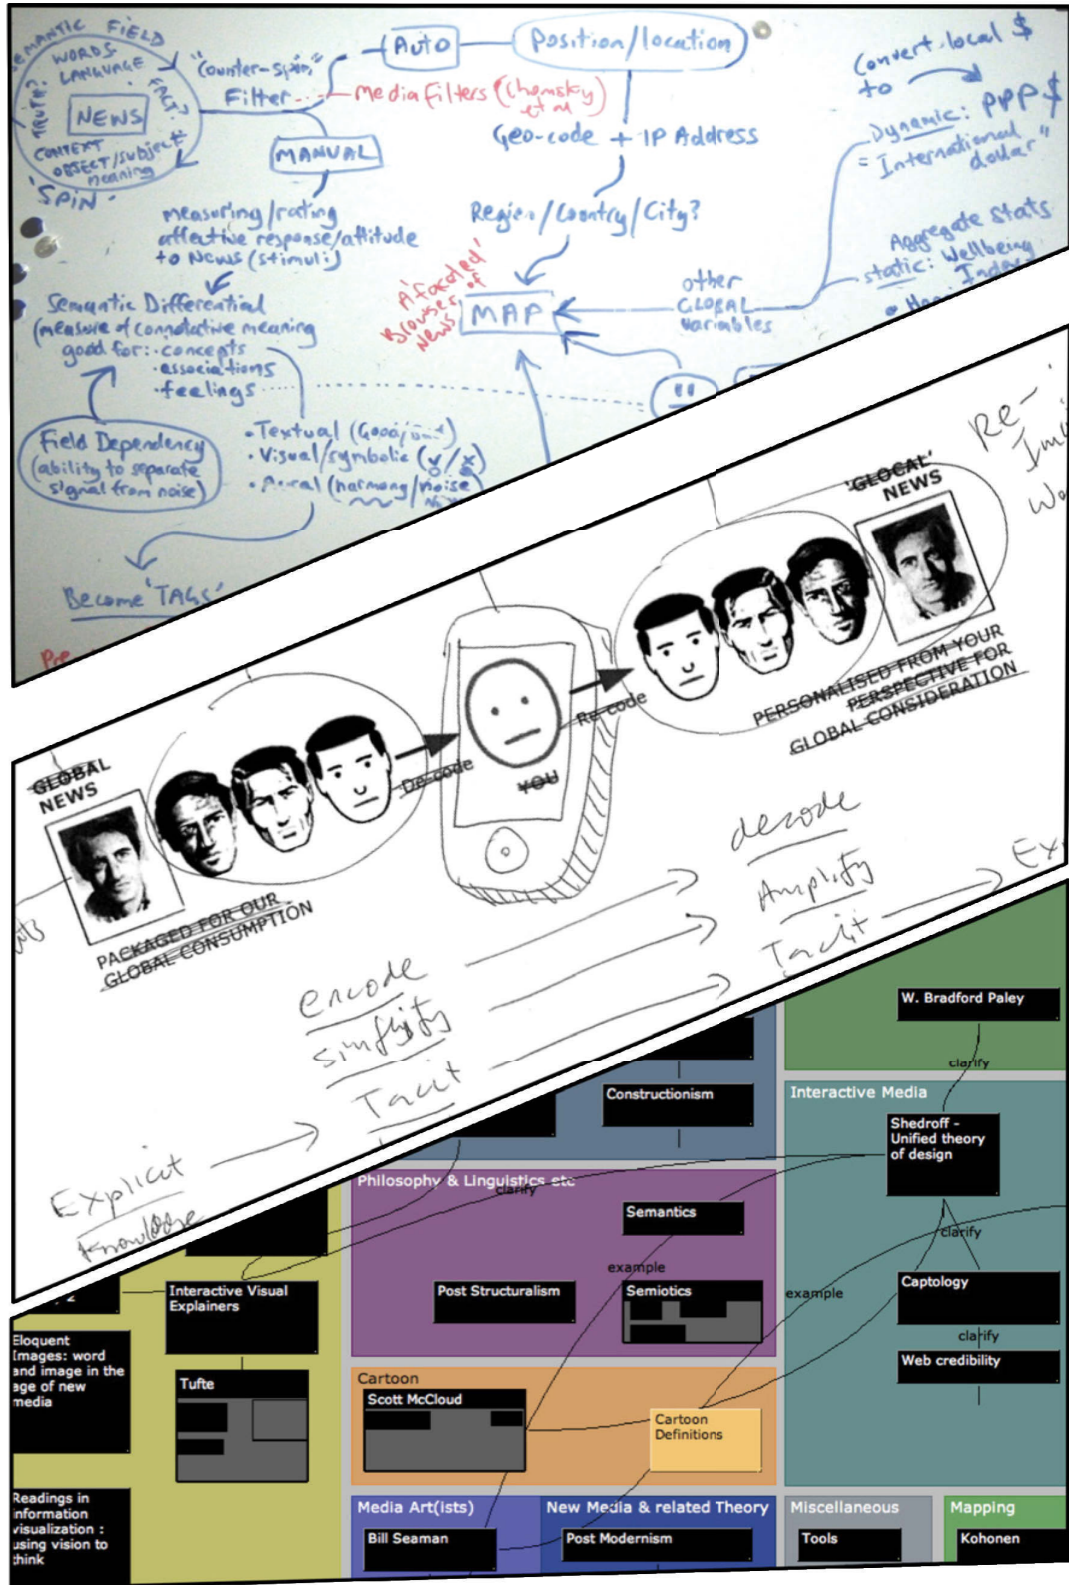 SEMANTIC FIELD
WORDS
LANGUAGE
TRUTH?
FACT?
NEWS
CONTEXT
OBJECT/SUBJECT
meaning
'SPIN'
"Counter-Spin"
Filter
Media Filters (Chomsky
et al
AUTO
Position/location
MANUAL
Geo-code + IP Address
Region/Country/City?
measuring/rating
affective response/attitude
to News (stimuli)
Semantic Differential
(measure of connotative meaning
good for: concepts
associations
feelings
Field Dependency
(ability to separate
signal from noise)
Textual (Good/
Visual/symbolic
Aural (harmony/noise
Become 'TAGS'
'A faceted
Browser of
News'
MAP
other
GLOBAL
variables
Convert local $
to
Dynamic: PPP $
= International
dollar"
Aggregate Stats
static: Wellbeing
Index
GLOBAL
NEWS
PACKAGED FOR OUR
GLOBAL CONSUMPTION
De-code
YOU
Re-code
'GLOCAL'
NEWS
PERSONALISED FROM YOUR
PERSPECTIVE FOR
GLOBAL CONSIDERATION
Re-
encode
simplify
Tacit
decode
Amplify
Tacit
Ex
Explicit
Knowledge
W. Bradford Paley
clarify
Constructionism
Interactive Media
Shedroff -
Unified theory
of design
Philosophy & Linguistics etc
clarify
Semantics
clarify
example
Interactive Visual
Explainers
Post Structuralism
Semiotics
example
Captology
clarify
Web credibility
Eloquent
Images: word
and image in the
age of new
media
Tufte
Cartoon
Scott McCloud
Cartoon
Definitions
Readings in
information
visualization :
using vision to
think
Media Art(ists)
Bill Seaman
New Media & related Theory
Post Modernism
Miscellaneous
Tools
Mapping
Kohonen